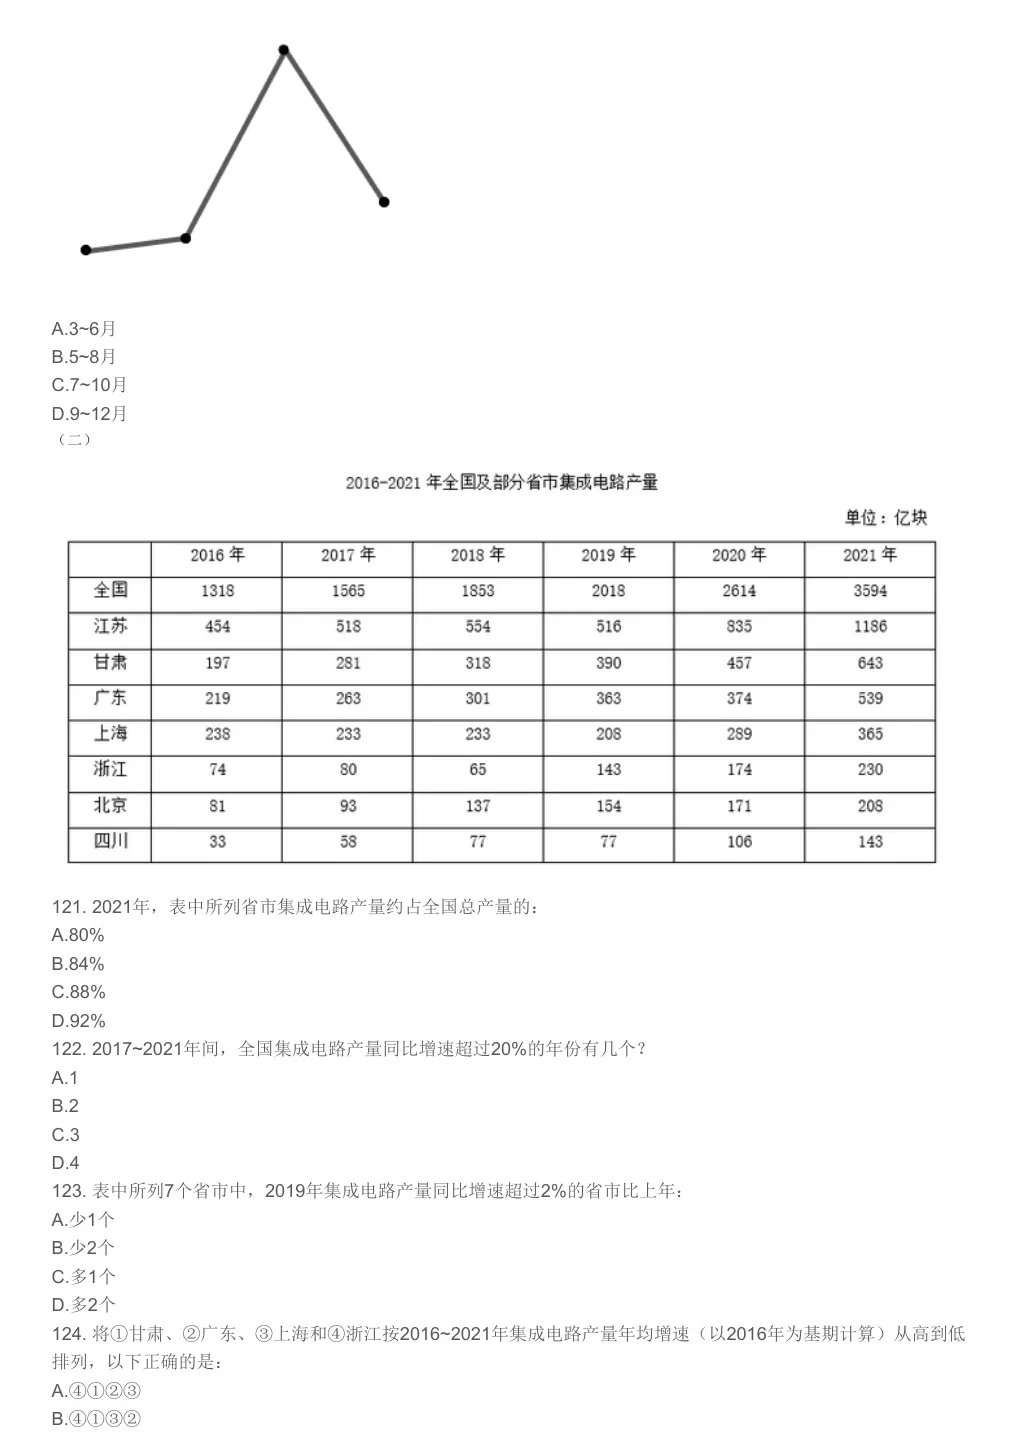 A.3~6月
B.5~8月
C.7~10月
D.9~12月
（二）
2016-2021 年全国及部分省市集成电路产量
单位：亿块
2016 年 2017 年 2018 年 2019 年 2020 年 2021 年
全国 1318 1565 1853 2018 2614 3594
江苏 454 518 554 516 835 1186
甘肃 197 281 318 390 457 643
广东 219 263 301 363 374 539
上海 238 233 233 208 289 365
浙江 74 80 65 143 174 230
北京 81 93 137 154 171 208
四川 33 58 77 77 106 143
121. 2021年，表中所列省市集成电路产量约占全国总产量的：
A.80%
B.84%
C.88%
D.92%
122. 2017~2021年间，全国集成电路产量同比增速超过20%的年份有几个？
A.1
B.2
C.3
D.4
123. 表中所列7个省市中，2019年集成电路产量同比增速超过2%的省市比上年：
A.少1个
B.少2个
C.多1个
D.多2个
124. 将①甘肃、②广东、③上海和④浙江按2016~2021年集成电路产量年均增速（以2016年为基期计算）从高到低
排列，以下正确的是：
A.④①②③
B.④①③②